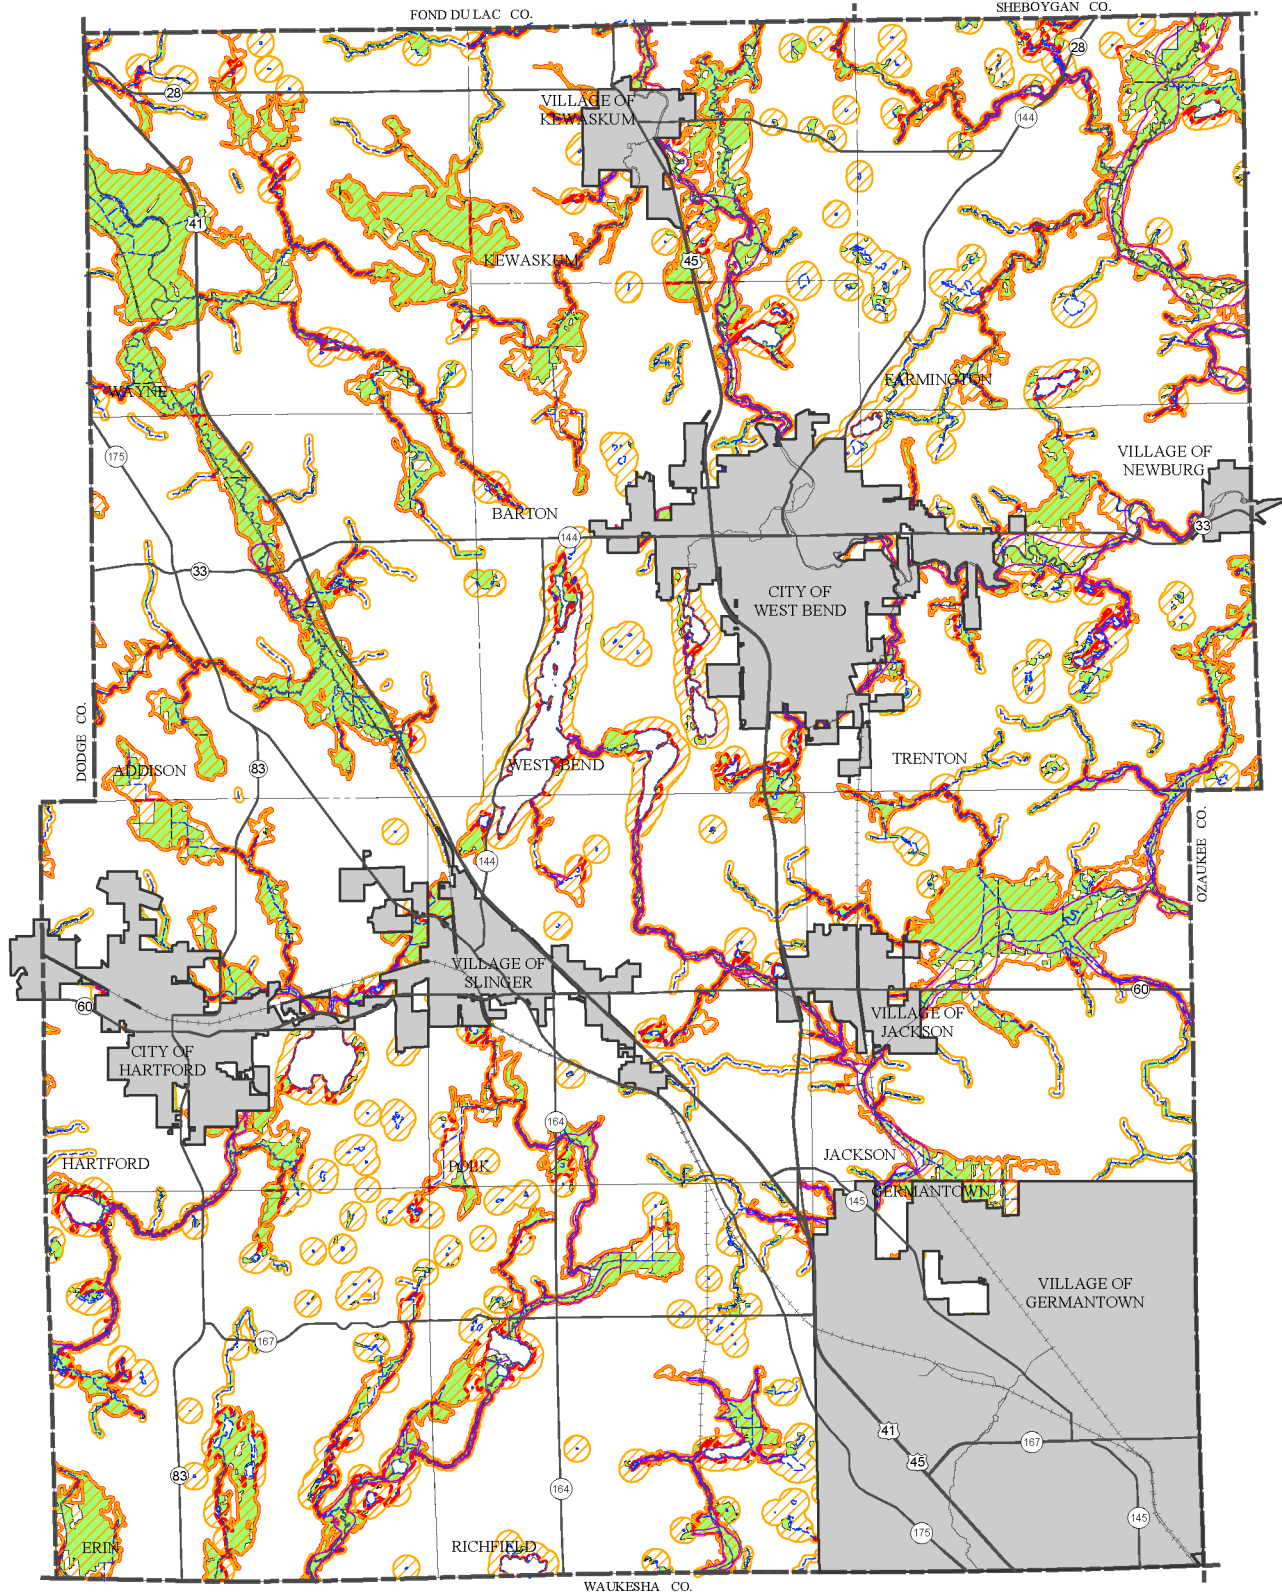 FOND DU LAC CO.
SHEBOYGAN CO.
28
28
VILLAGE OF
KEWASKUM
144
41
KEWASKUM
45
WAYNE
FARMINGTON
175
VILLAGE OF
NEWBURG
BARTON
144
33
33
CITY OF
WEST BEND
DODGE CO.
ADDISON
83
WEST BEND
TRENTON
OZAUKEE CO.
144
VILLAGE OF
SLINGER
60
60
VILLAGE OF
JACKSON
CITY OF
HARTFORD
164
HARTFORD
POLK
JACKSON
GERMANTOWN
145
VILLAGE OF
GERMANTOWN
167
41
45
167
83
164
175
145
ERIN
RICHFIELD
WAUKESHA CO.